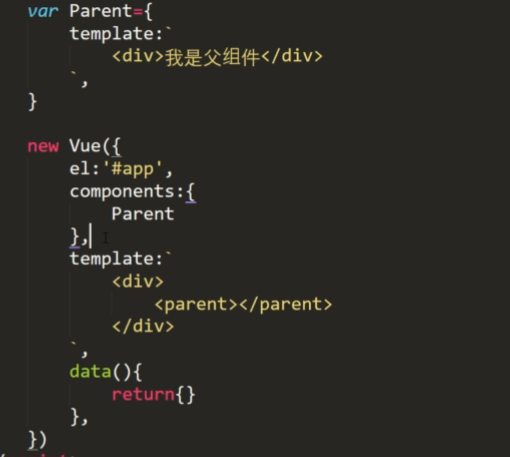 var Parent={
template:`
<div>我是父组件</div>
`,
}
new Vue({
el:'#app',
components:{
Parent
},
template:`
<div>
<parent></parent>
</div>
`,
data(){
return{}
},
})